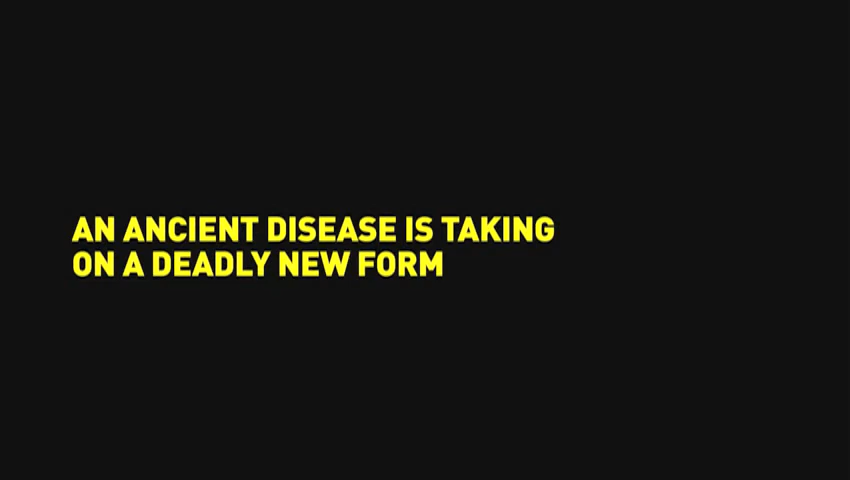 AN ANCIENT DISEASE IS TAKING
ON A DEADLY NEW FORM